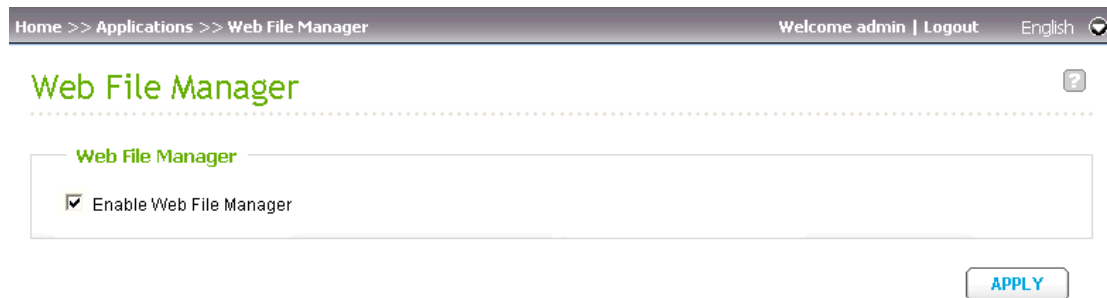 Home >> Applications >> Web File Manager Welcome admin | Logout English
Web File Manager
?
Web File Manager
Enable Web File Manager
APPLY